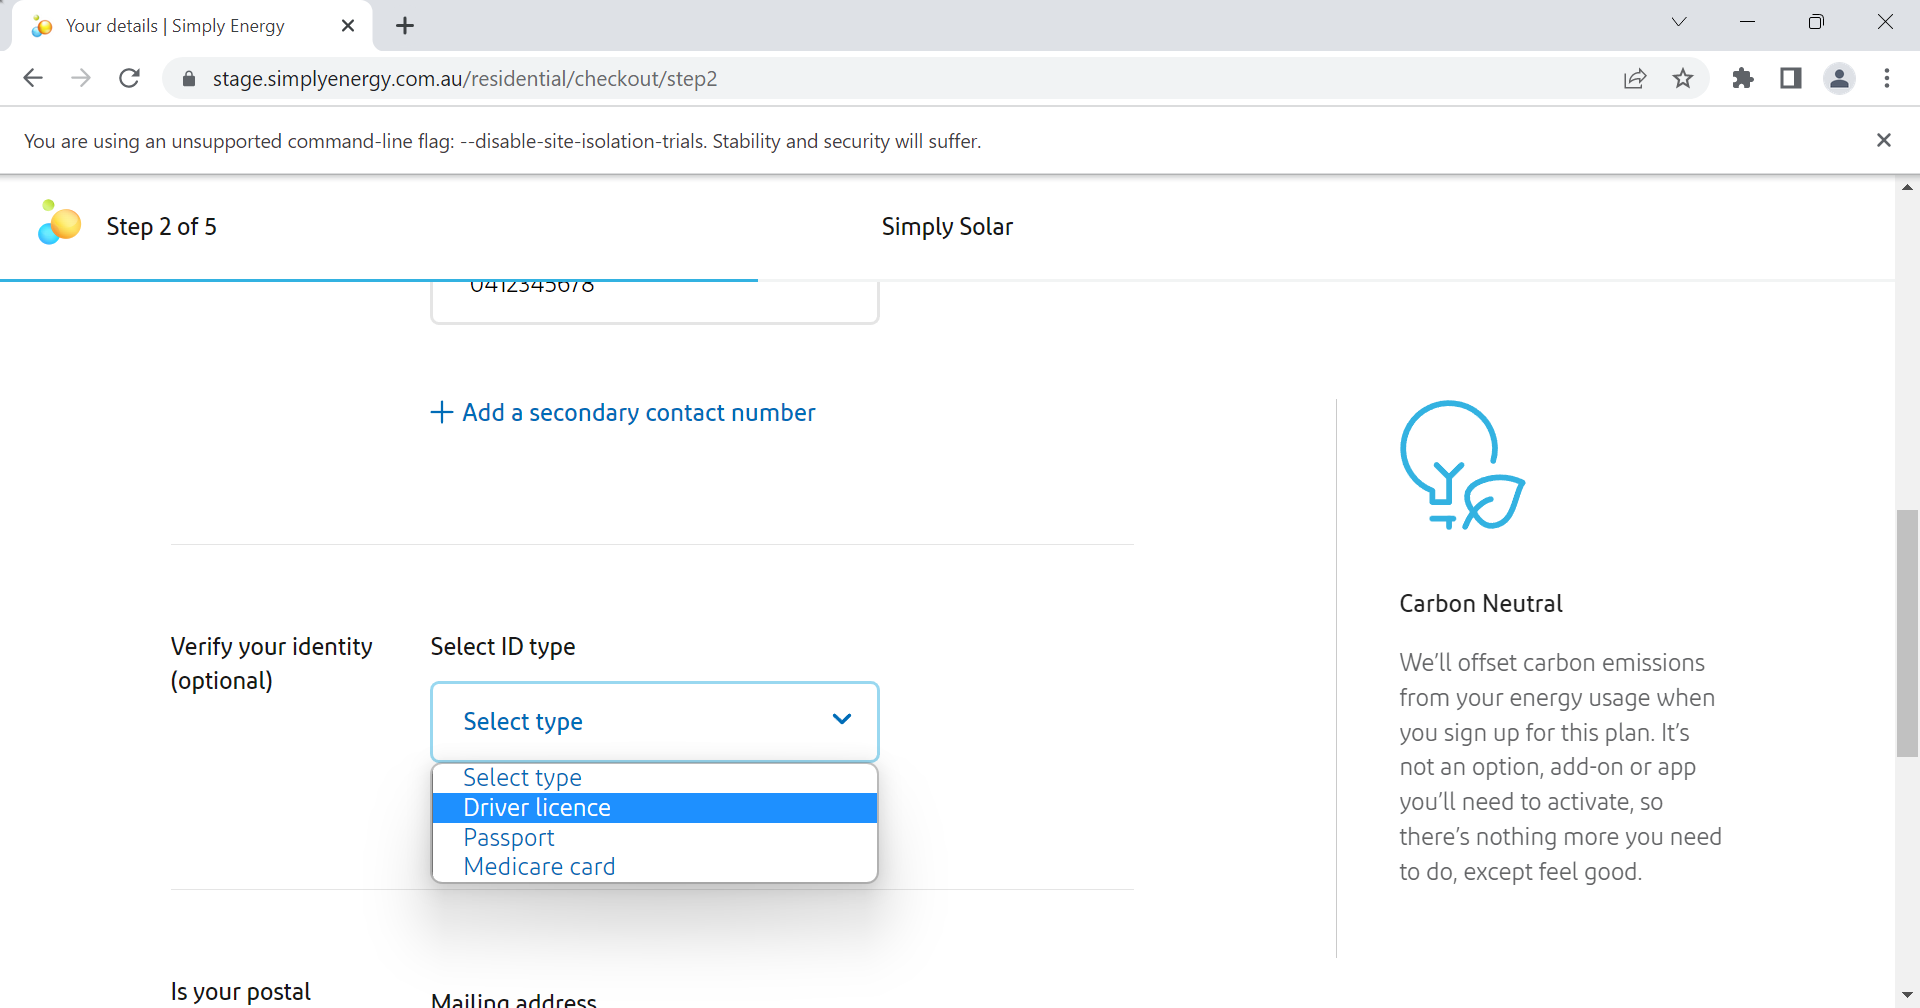 Your details | Simply Energy
stage.simplyenergy.com.au/residential/checkout/step2
You are using an unsupported command-line flag: --disable-site-isolation-trials. Stability and security will suffer.
Step 2 of 5
Simply Solar
0412345678
Add a secondary contact number
Verify your identity
(optional)
Select ID type
Select type
Select type
Driver licence
Passport
Medicare card
Carbon Neutral
We’ll offset carbon emissions
from your energy usage when
you sign up for this plan. It’s
not an option, add-on or app
you’ll need to activate, so
there’s nothing more you need
to do, except feel good.
Is your postal
Mailing address